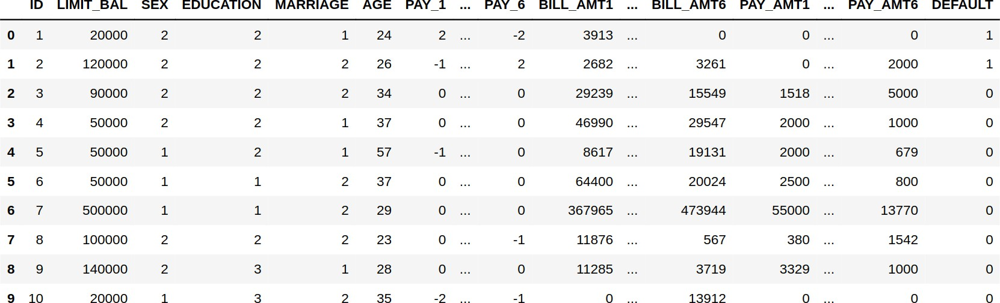 ID LIMIT_BAL SEX EDUCATION MARRIAGE AGE PAY_1 ... PAY_6 BILL_AMT1 ... BILL_AMT6 PAY_AMT1 ... PAY_AMT6 DEFAULT
0 1 20000 2 2 1 24 2 ... -2 3913 ... 0 0 ... 0 1
1 2 120000 2 2 2 26 -1 ... 2 2682 ... 3261 0 ... 2000 1
2 3 90000 2 2 2 34 0 ... 0 29239 ... 15549 1518 ... 5000 0
3 4 50000 2 2 1 37 0 ... 0 46990 ... 29547 2000 ... 1000 0
4 5 50000 1 2 1 57 -1 ... 0 8617 ... 19131 2000 ... 679 0
5 6 50000 1 1 2 37 0 ... 0 64400 ... 20024 2500 ... 800 0
6 7 500000 1 1 2 29 0 ... 0 367965 ... 473944 55000 ... 13770 0
7 8 100000 2 2 2 23 0 ... -1 11876 ... 567 380 ... 1542 0
8 9 140000 2 3 1 28 0 ... 0 11285 ... 3719 3329 ... 1000 0
9 10 20000 1 3 2 35 -2 ... -1 0 ... 13912 0 ... 0 0